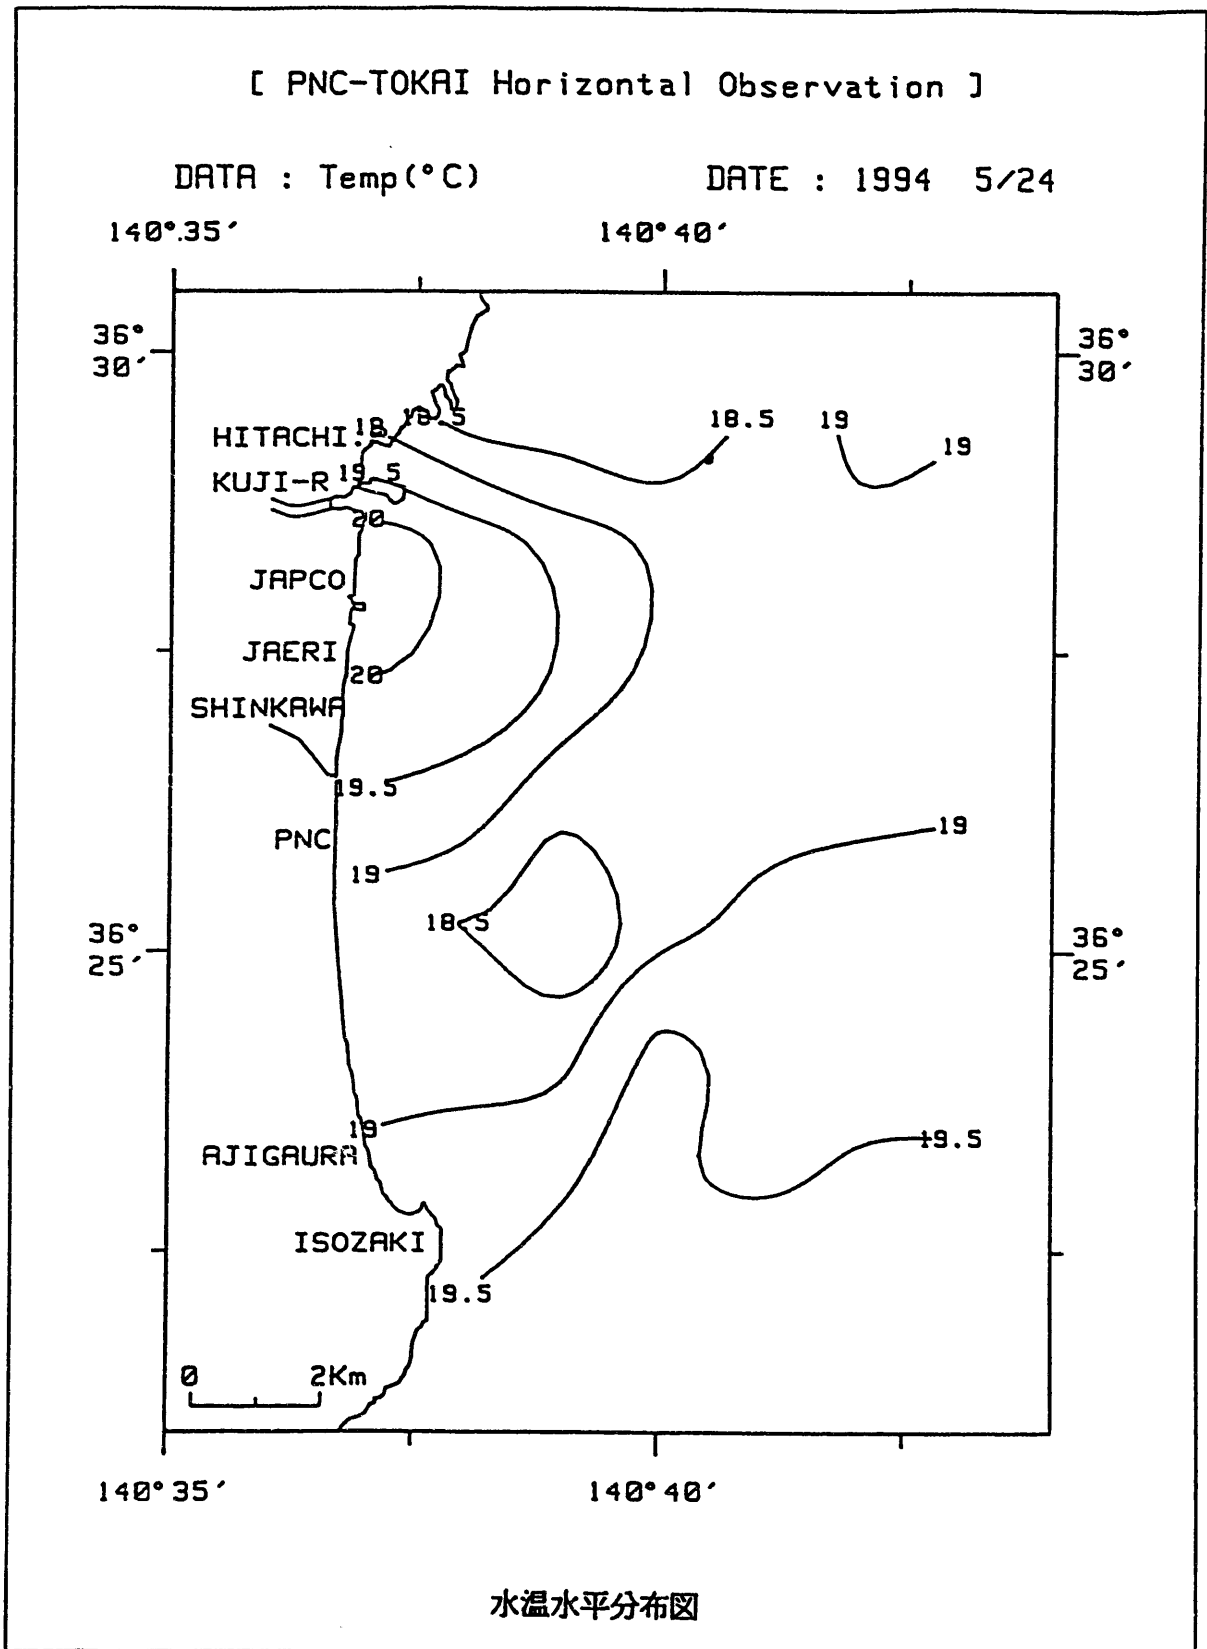 [ PNC-TOKAI Horizontal Observation ]
DATA : Temp(°C) DATE : 1994 5/24
140°35′ 140°40′
36° 36°
30′ 30′
18.5 18.5 19
HITACHI 19
KUJI-R 19.5
20
JAPCO
JAERI
20
SHINKAWA
19.5
PNC 19
19
18.5
36° 36°
25′ 25′
19
AJIGAURA 19.5
ISOZAKI
19.5
0 2Km
140°35′ 140°40′
水温水平分布図